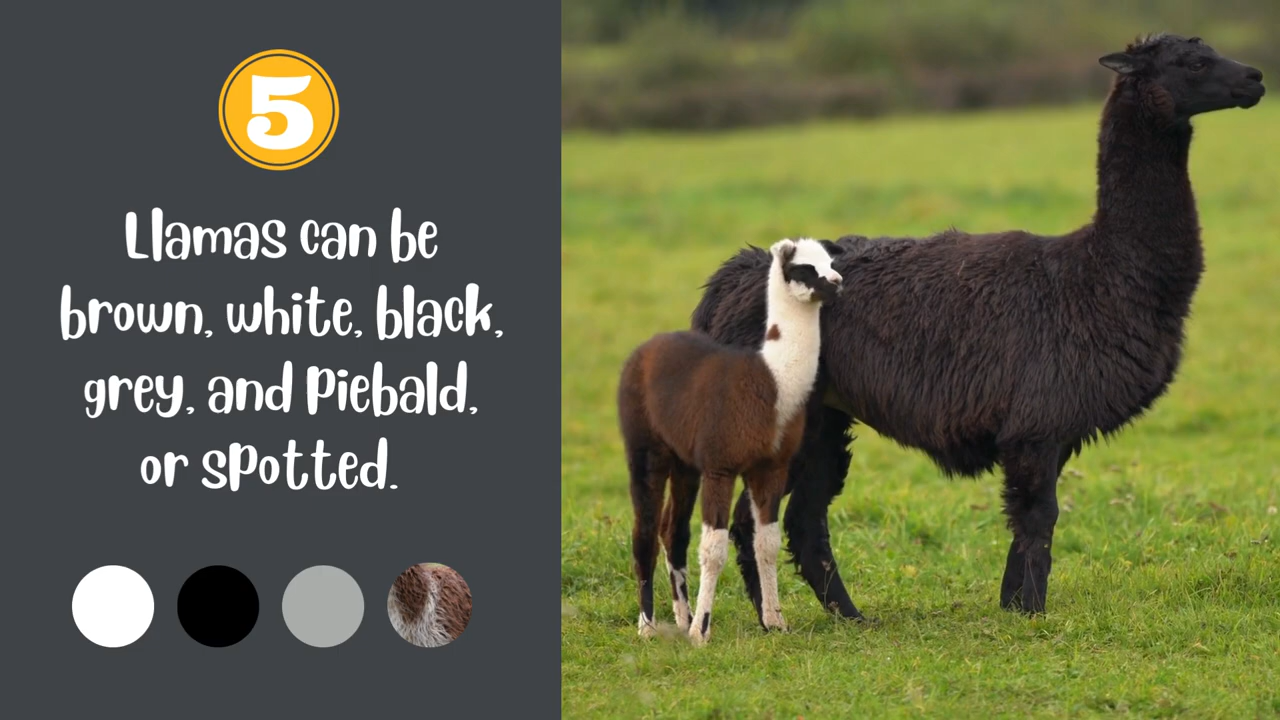 5
Llamas can be
brown, white, black,
grey, and piebald,
or spotted.